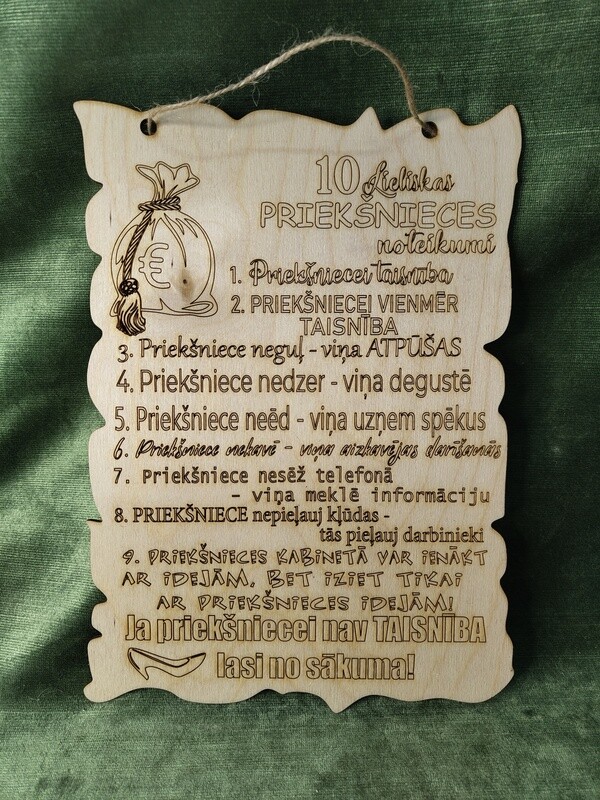 10 Lieliskas
PRIEKŠNIECES
noteikumi
€
1. Priekšniecei taisnība
2. PRIEKŠNIECEI VIENMĒR
TAISNĪBA
3. Priekšniece neguļ - viņa ATPŪŠAS
4. Priekšniece nedzer - viņa degustē
5. Priekšniece neēd - viņa uzņem spēkus
6. Priekšniece nekavē - viņa aizkavējas darīšanās
7. Priekšniece nesēž telefonā
- viņa meklē informāciju
8. PRIEKŠNIECE nepieļauj kļūdas -
tās pieļauj darbinieki
9. PRIEKŠNIECES KABINETĀ VAR IENĀKT
AR IDEJĀM, BET IZIET TIKAI
AR PRIEKŠNIECES IDEJĀM!
Ja priekšniecei nav TAISNĪBA
lasi no sākuma!